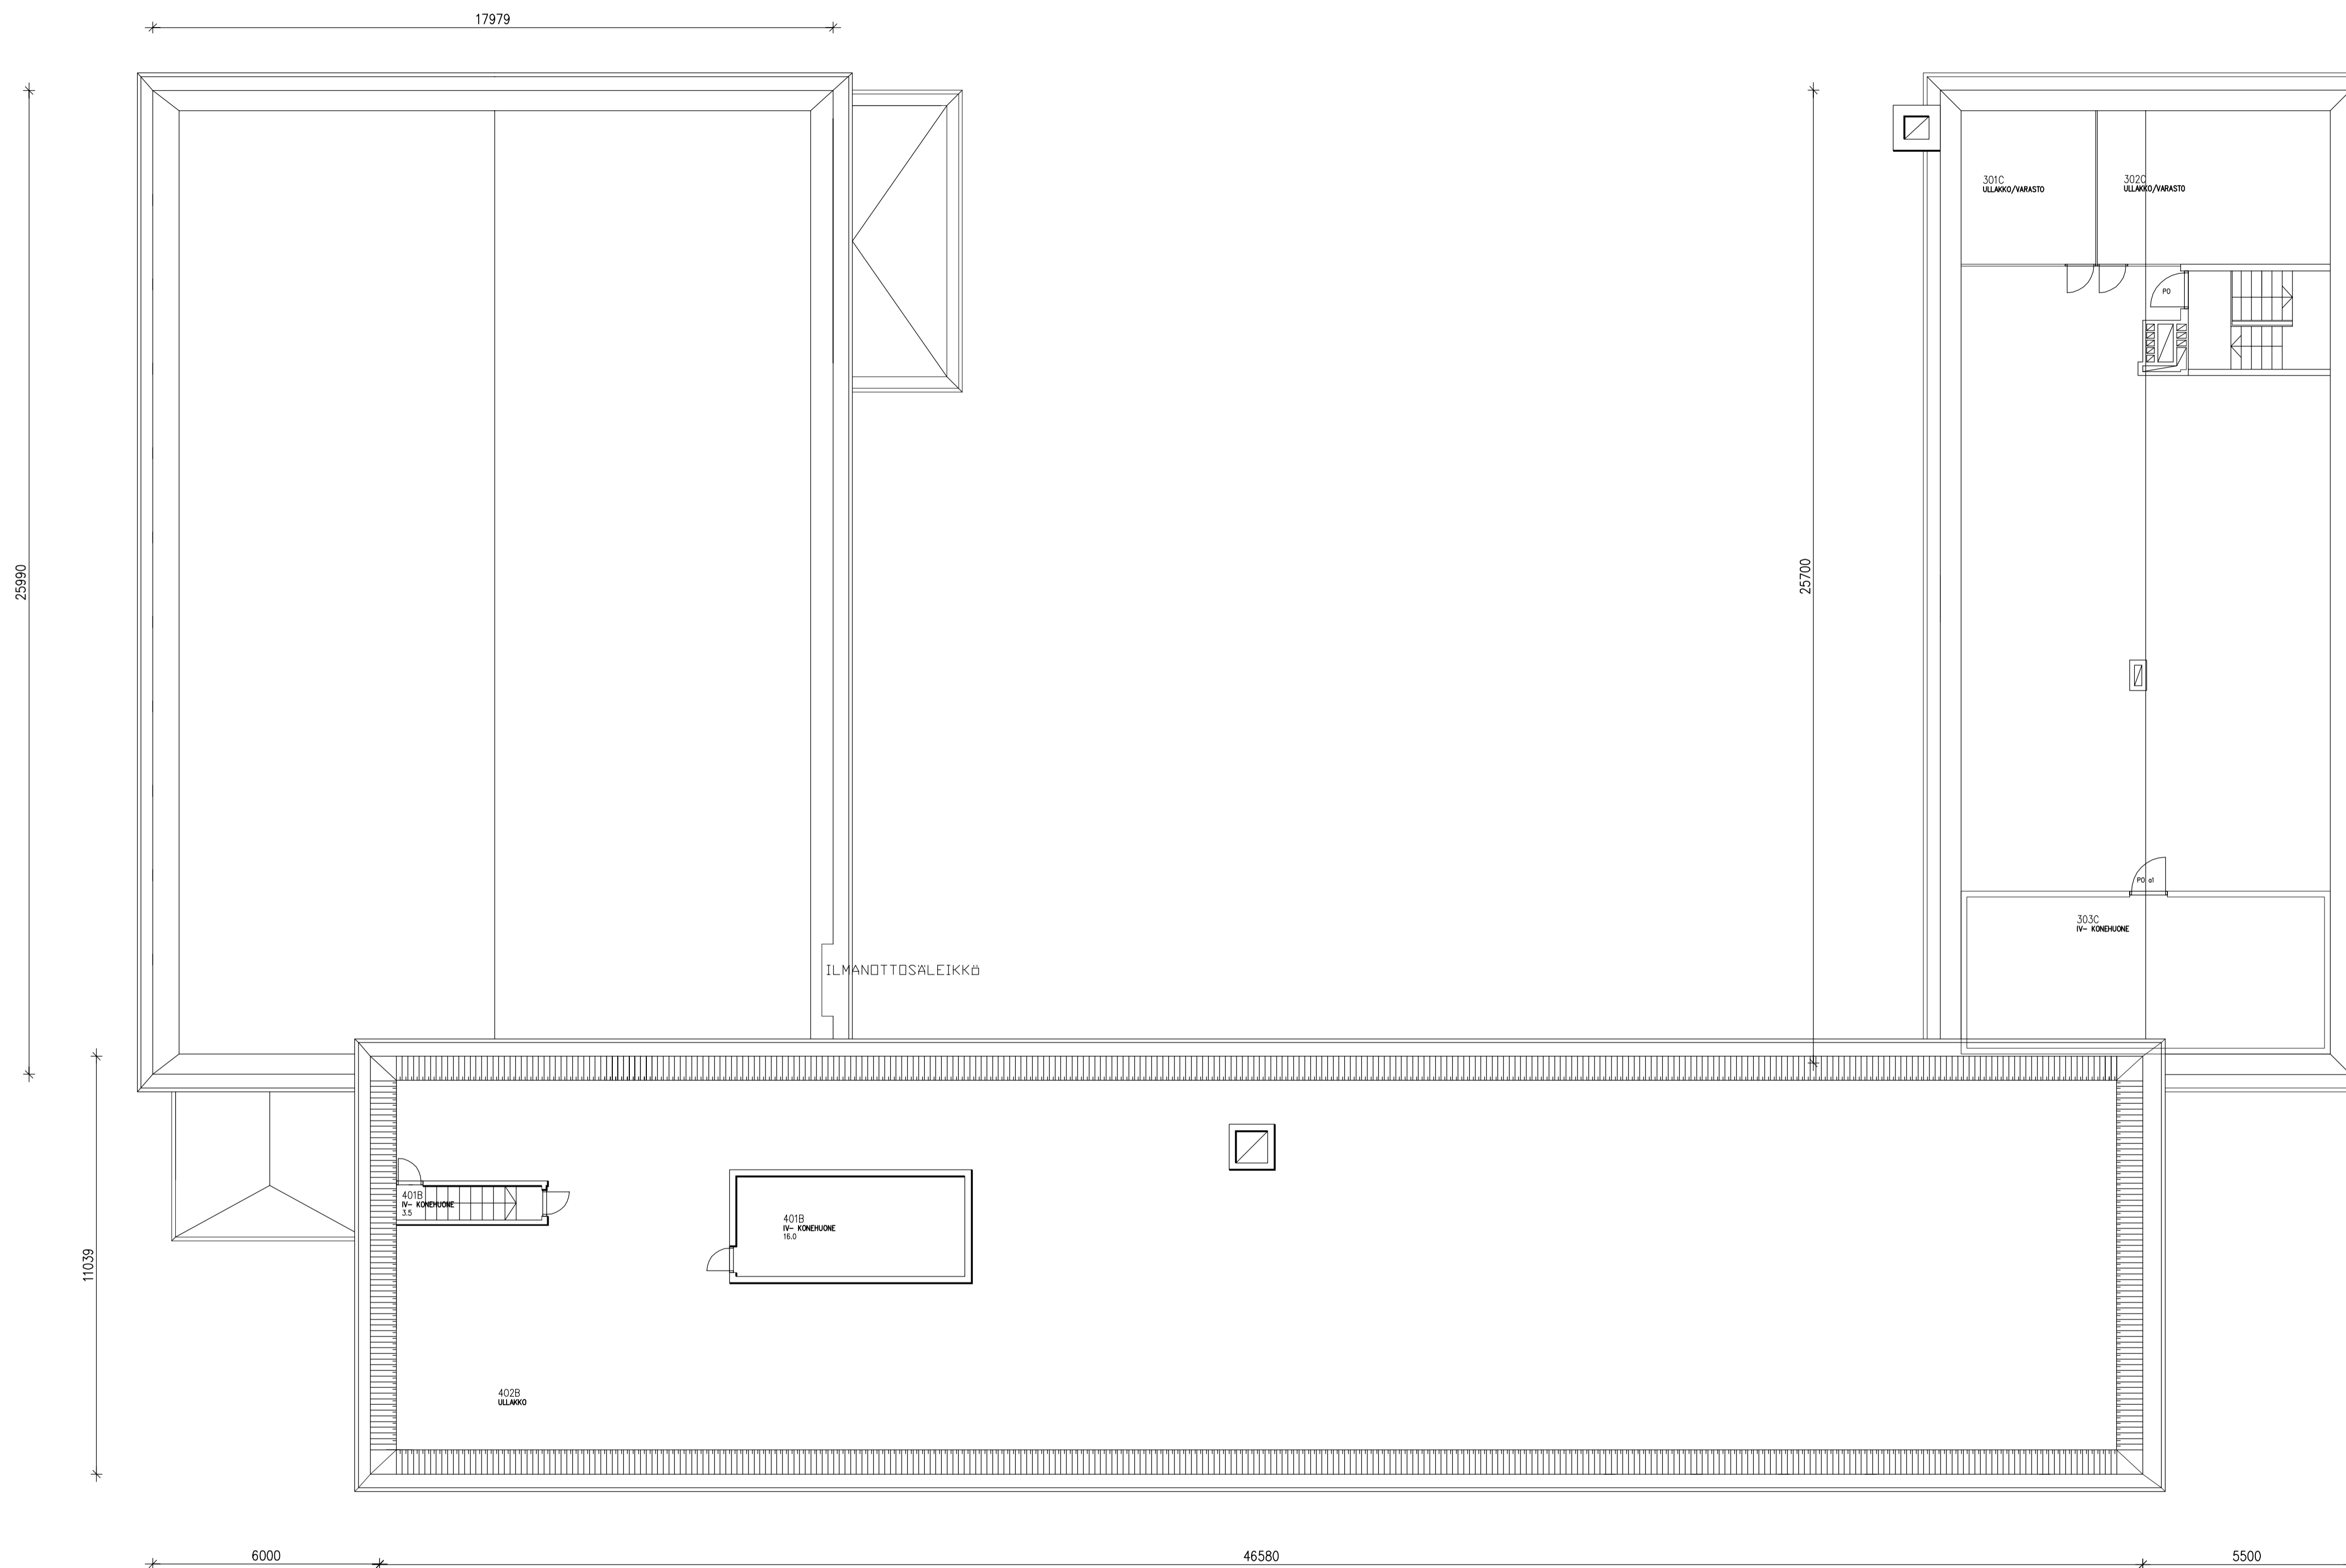 17979
25990
25700
301C
ULLAKKO/VARASTO
302C
ULLAKKO/VARASTO
PO
PO a1
303C
IV- KONEHUONE
ILMANOTTOSÄLEIKKÖ
11039
401B
IV- KONEHUONE
3.5
401B
IV- KONEHUONE
16.0
402B
ULLAKKO
6000
46580
5500